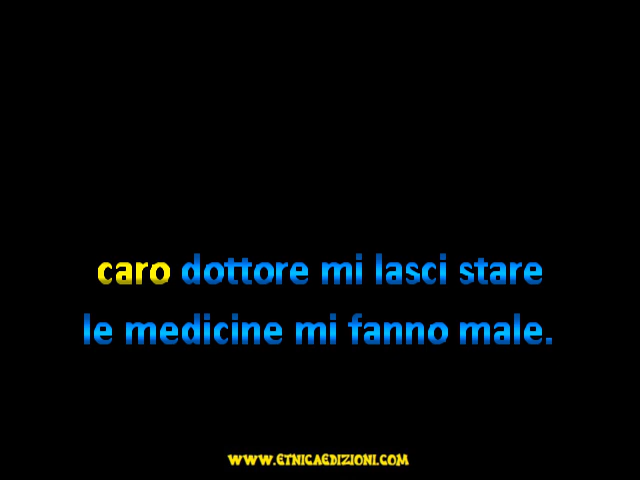 caro dottore mi lasci stare
le medicine mi fanno male.
WWW.ETNICAEDIZIONI.COM